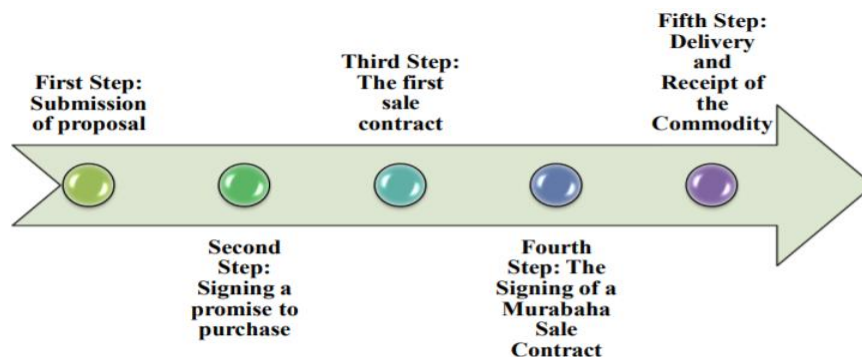 First Step:
Submission
of proposal
Second
Step:
Signing a
promise to
purchase
Third Step:
The first
sale
contract
Fourth
Step: The
Signing of a
Murabaha
Sale
Contract
Fifth Step:
Delivery
and
Receipt of
the
Commodity